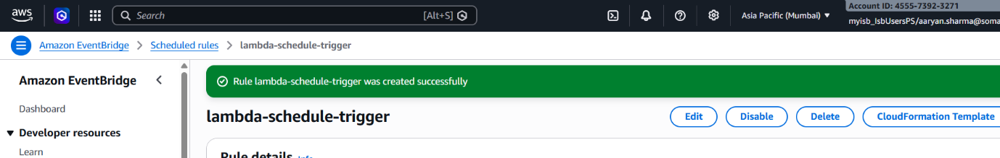 aws
Search
[Alt+S]
Asia Pacific (Mumbai)
Account ID: 4555-7392-3271
myisb_IsbUsersPS/aaryan.sharma@soma
Amazon EventBridge > Scheduled rules > lambda-schedule-trigger
Amazon EventBridge
Dashboard
Developer resources
Learn
Rule lambda-schedule-trigger was created successfully
lambda-schedule-trigger
Edit
Disable
Delete
CloudFormation Template
Rule details Info